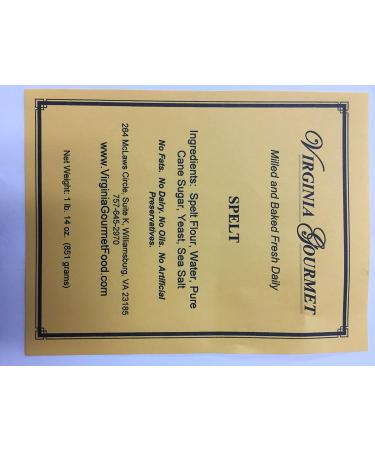 VIRGINIA GOURMET
Milled and Baked Fresh Daily
SPELT
Ingredients: Spelt Flour, Water, Pure
Cane Sugar, Yeast, Sea Salt
No Fats. No Dairy. No Oils. No Artificial
Preservatives.
264 McLaws Circle, Suite K, Williamsburg, VA 23185
757-645-2970
www.VirginiaGourmetFood.com
Net Weight: 1 lb. 14 oz. (851 grams)